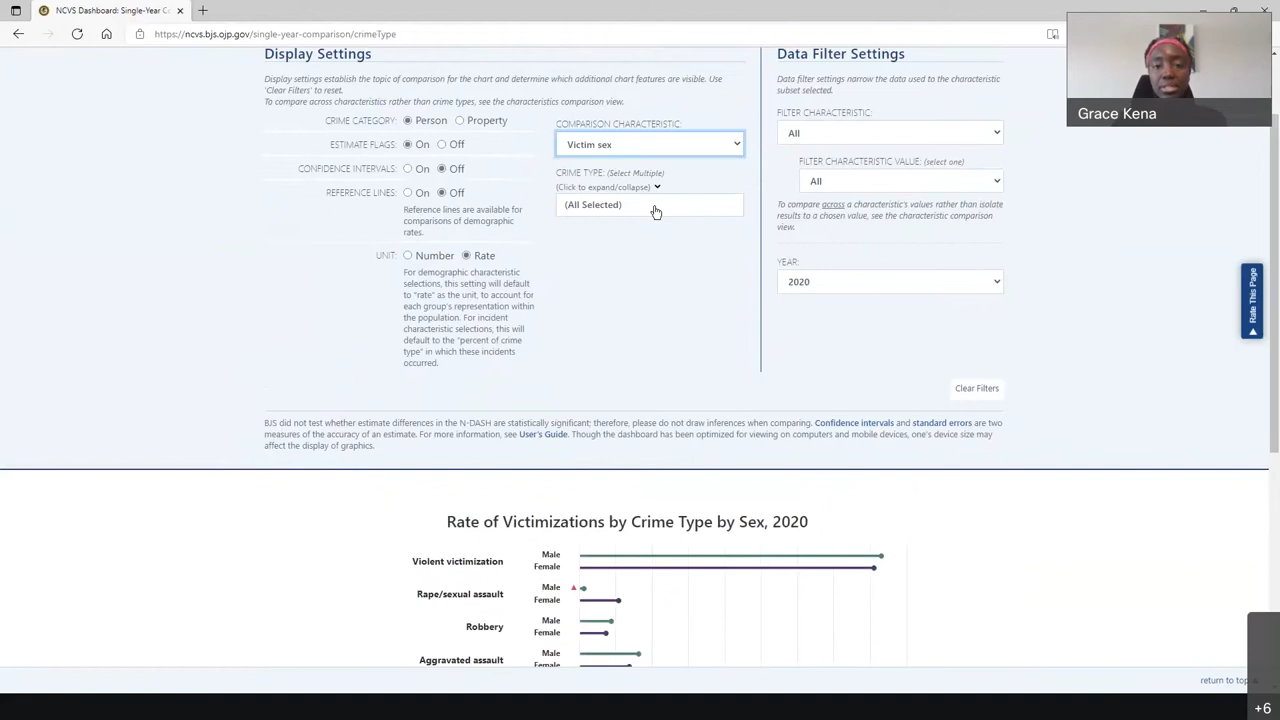 NCVS Dashboard: Single-Year C
https://ncvs.bjs.ojp.gov/single-year-comparison/crimeType
Grace Kena
Display Settings
Display settings establish the topic of comparison for the chart and determine which additional chart features are visible. Use
'Clear Filters' to reset.
To compare across characteristics rather than crime types, see the characteristics comparison view.
CRIME CATEGORY: Person Property
ESTIMATE FLAGS: On Off
CONFIDENCE INTERVALS: On Off
REFERENCE LINES: On Off
Reference lines are available for
comparisons of demographic
rates.
UNIT: Number Rate
For demographic characteristic
selections, this setting will default
to "rate" as the unit, to account for
each group's representation within
the population. For incident
characteristic selections, this will
default to the "percent of crime
type" in which these incidents
occurred.
COMPARISON CHARACTERISTIC:
Victim sex
CRIME TYPE: (Select Multiple)
(Click to expand/collapse)
(All Selected)
Data Filter Settings
Data filter settings narrow the data used to the characteristic
subset selected.
FILTER CHARACTERISTIC:
All
FILTER CHARACTERISTIC VALUE: (select one)
All
To compare across a characteristic's values rather than isolate
results to a chosen value, see the characteristic comparison
view.
YEAR:
2020
Rate This Page
Clear Filters
BJS did not test whether estimate differences in the N-DASH are statistically significant; therefore, please do not draw inferences when comparing. Confidence intervals and standard errors are two
measures of the accuracy of an estimate. For more information, see User's Guide. Though the dashboard has been optimized for viewing on computers and mobile devices, one's device size may
affect the display of graphics.
Rate of Victimizations by Crime Type by Sex, 2020
Violent victimization
Male
Female
Rape/sexual assault
Male
Female
Robbery
Male
Female
Aggravated assault
Male
Female
return to top
+6